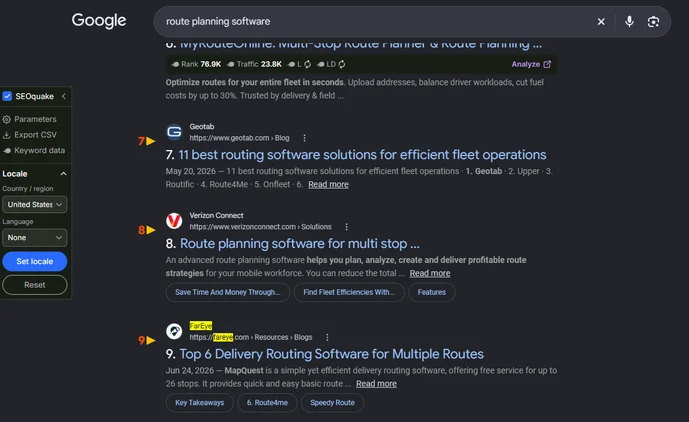 Google
route planning software
6. MyRouteOnline: Multi-Stop Route Planner & Route Planning ...
Rank 76.9K Traffic 23.8K L LD Analyze
Optimize routes for your entire fleet in seconds. Upload addresses, balance driver workloads, cut fuel
costs by up to 30%. Trusted by delivery & field ...
SEOquake
Parameters
Export CSV
Keyword data
Locale
Country / region
United States
Language
None
Set locale
Reset
7
Geotab
https://www.geotab.com › Blog
7. 11 best routing software solutions for efficient fleet operations
May 20, 2026 — 11 best routing software solutions for efficient fleet operations · 1. Geotab · 2. Upper · 3.
Routific · 4. Route4Me · 5. Onfleet · 6. Read more
8
Verizon Connect
https://www.verizonconnect.com › Solutions
8. Route planning software for multi stop ...
An advanced route planning software helps you plan, analyze, create and deliver profitable route
strategies for your mobile workforce. You can reduce the total ... Read more
Save Time And Money Through...
Find Fleet Efficiencies With...
Features
9
FarEye
https://fareye.com › Resources › Blogs
9. Top 6 Delivery Routing Software for Multiple Routes
Jun 24, 2026 — MapQuest is a simple yet efficient delivery routing software, offering free service for up to
26 stops. It provides quick and easy basic route ... Read more
Key Takeaways
6. Route4me
Speedy Route